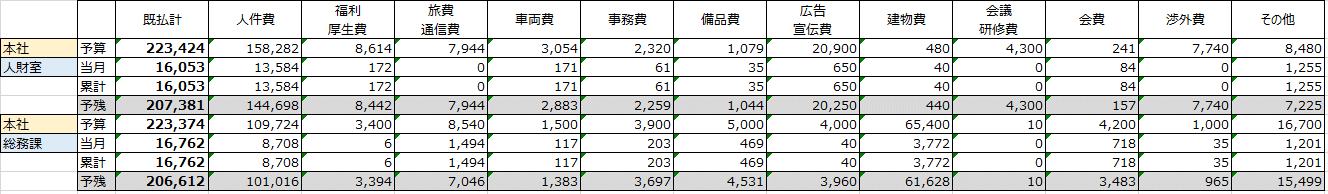 既払計 人件費 福利厚生費 旅費通信費 車両費 事務費 備品費 広告宣伝費 建物費 会議研修費 会費 渉外費 その他
本社 予算 223,424 158,282 8,614 7,944 3,054 2,320 1,079 20,900 480 4,300 241 7,740 8,480
人財室 当月 16,053 13,584 172 0 171 61 35 650 40 0 84 0 1,255
累計 16,053 13,584 172 0 171 61 35 650 40 0 84 0 1,255
予残 207,381 144,698 8,442 7,944 2,883 2,259 1,044 20,250 440 4,300 157 7,740 7,225
本社 予算 223,374 109,724 3,400 8,540 1,500 3,900 5,000 4,000 65,400 10 4,200 1,000 16,700
総務課 当月 16,762 8,708 6 1,494 117 203 469 40 3,772 0 718 35 1,201
累計 16,762 8,708 6 1,494 117 203 469 40 3,772 0 718 35 1,201
予残 206,612 101,016 3,394 7,046 1,383 3,697 4,531 3,960 61,628 10 3,483 965 15,499